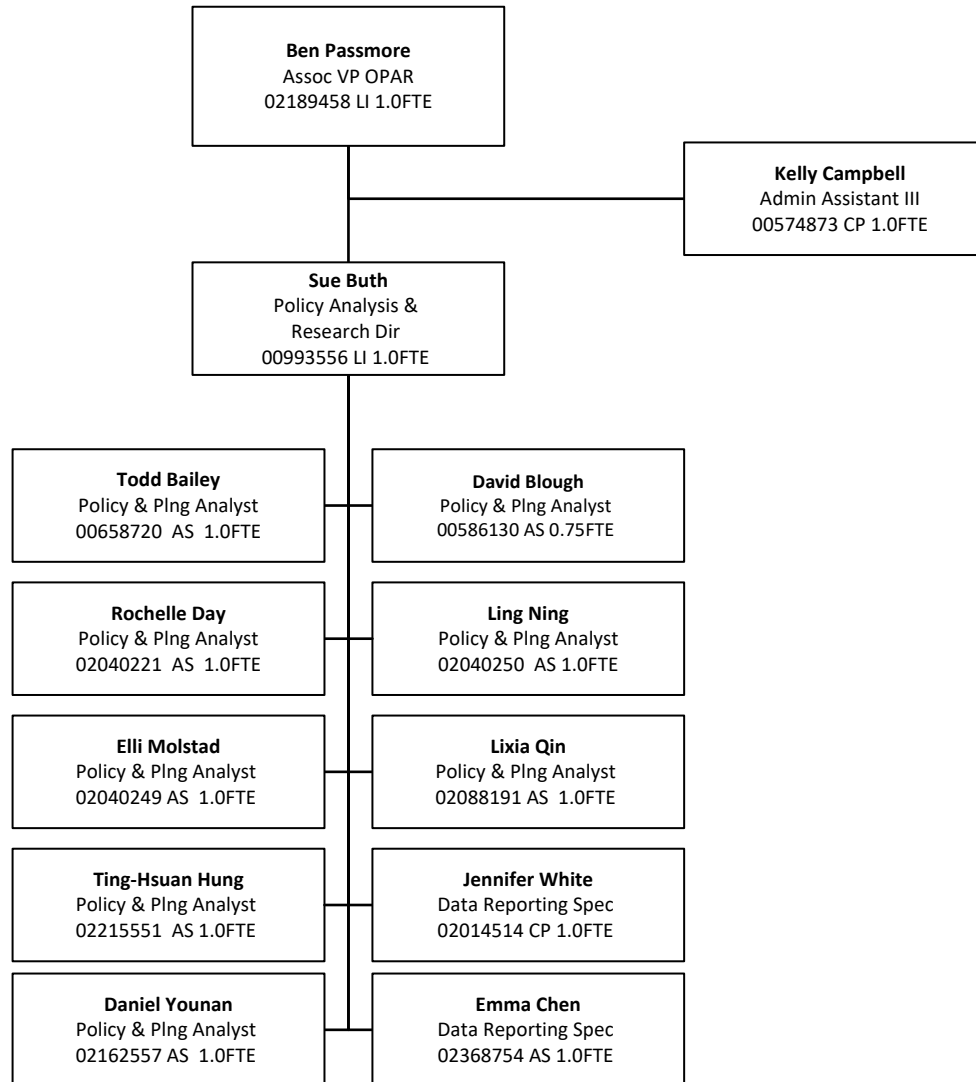 Ben Passmore
Assoc VP OPAR
02189458 LI 1.0FTE
Kelly Campbell
Admin Assistant III
00574873 CP 1.0FTE
Sue Buth
Policy Analysis &
Research Dir
00993556 LI 1.0FTE
Todd Bailey
Policy & Plng Analyst
00658720  AS  1.0FTE
David Blough
Policy & Plng Analyst
00586130 AS 0.75FTE
Rochelle Day
Policy & Plng Analyst
02040221  AS  1.0FTE
Ling Ning
Policy & Plng Analyst
02040250  AS 1.0FTE
Elli Molstad
Policy & Plng Analyst
02040249 AS  1.0FTE
Lixia Qin
Policy & Plng Analyst
02088191 AS  1.0FTE
Ting-Hsuan Hung
Policy & Plng Analyst
02215551  AS 1.0FTE
Jennifer White
Data Reporting Spec
02014514 CP 1.0FTE
Daniel Younan
Policy & Plng Analyst
02162557 AS  1.0FTE
Emma Chen
Data Reporting Spec
02368754 AS 1.0FTE